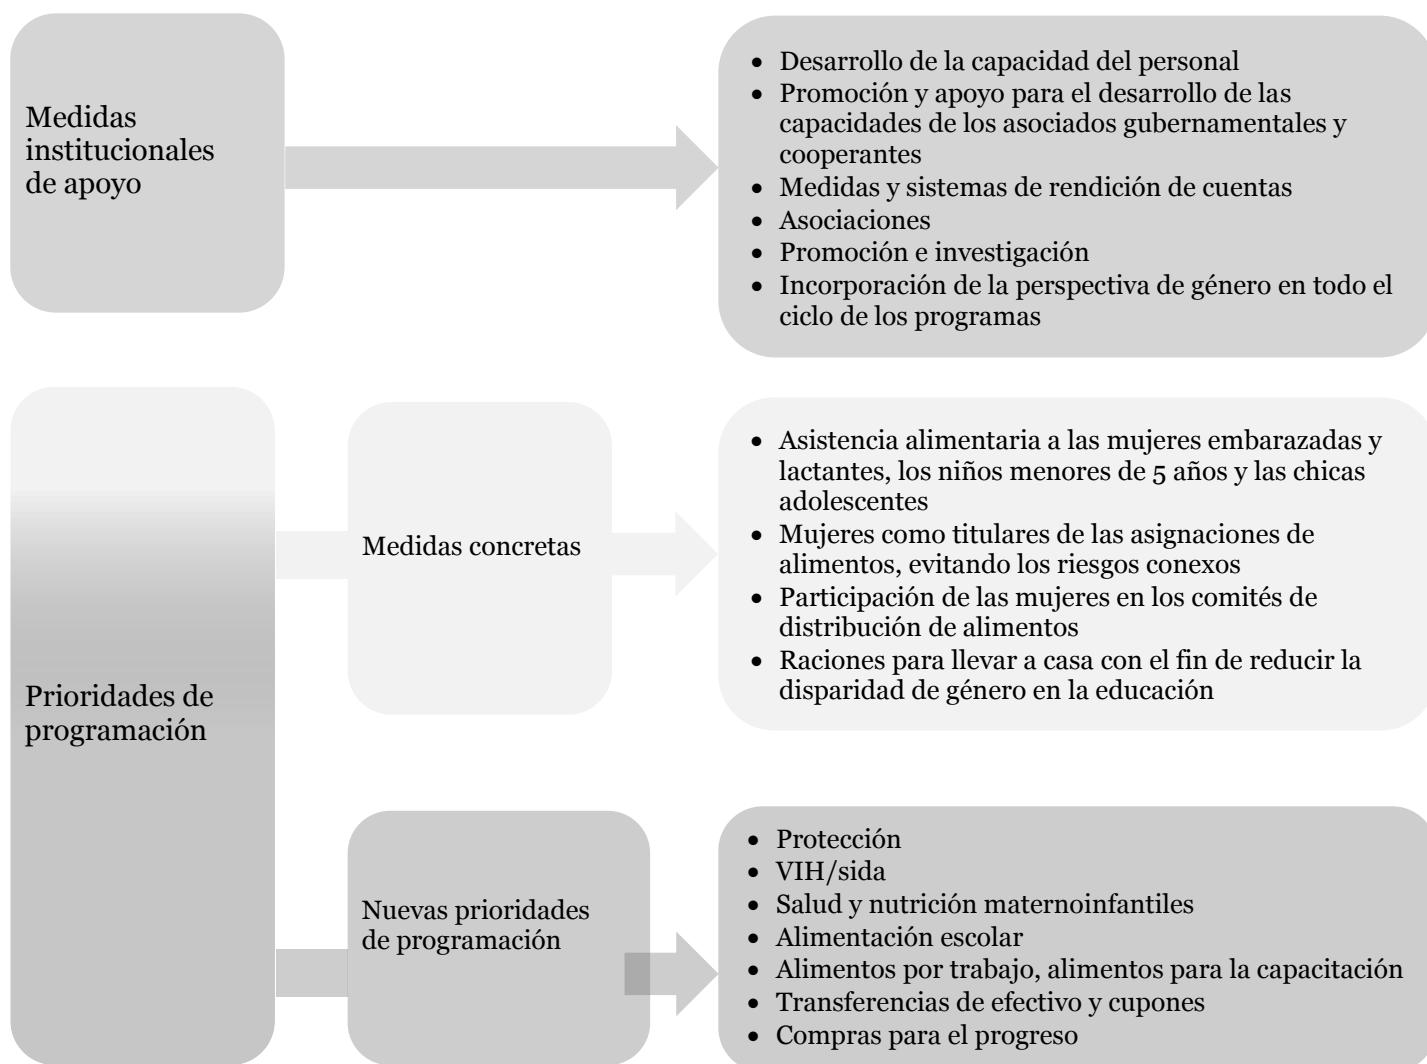 Medidas
institucionales
de apoyo
• Desarrollo de la capacidad del personal
• Promoción y apoyo para el desarrollo de las
capacidades de los asociados gubernamentales y
cooperantes
• Medidas y sistemas de rendición de cuentas
• Asociaciones
• Promoción e investigación
• Incorporación de la perspectiva de género en todo el
ciclo de los programas
Prioridades de
programación
Medidas concretas
• Asistencia alimentaria a las mujeres embarazadas y
lactantes, los niños menores de 5 años y las chicas
adolescentes
• Mujeres como titulares de las asignaciones de
alimentos, evitando los riesgos conexos
• Participación de las mujeres en los comités de
distribución de alimentos
• Raciones para llevar a casa con el fin de reducir la
disparidad de género en la educación
Nuevas prioridades
de programación
• Protección
• VIH/sida
• Salud y nutrición maternoinfantiles
• Alimentación escolar
• Alimentos por trabajo, alimentos para la capacitación
• Transferencias de efectivo y cupones
• Compras para el progreso